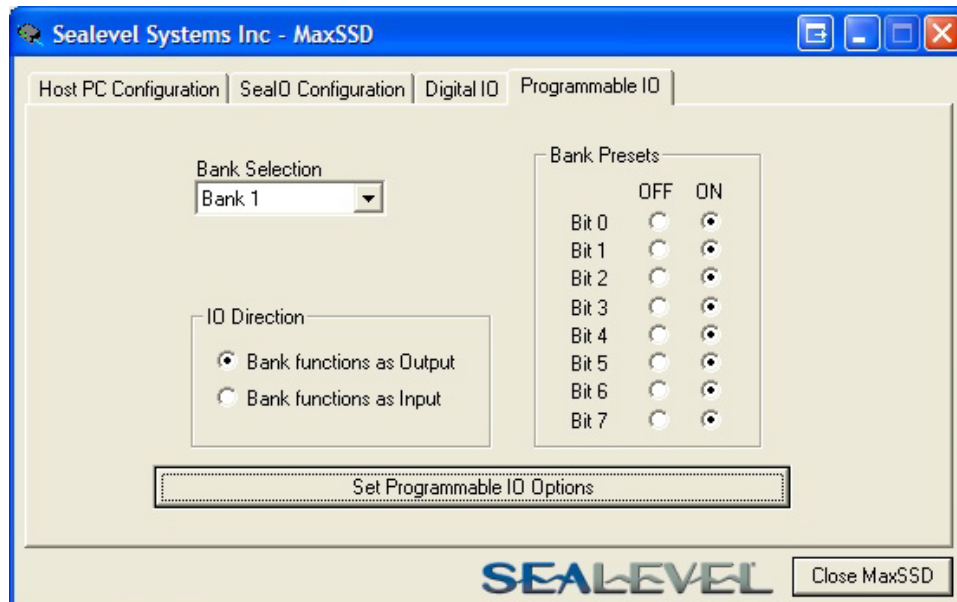 Sealevel Systems Inc - MaxSSD
Host PC Configuration
SeaIO Configuration
Digital IO
Programmable IO
Bank Selection
Bank 1
IO Direction
Bank functions as Output
Bank functions as Input
Bank Presets
OFF ON
Bit 0
Bit 1
Bit 2
Bit 3
Bit 4
Bit 5
Bit 6
Bit 7
Set Programmable IO Options
SEALEVEL
Close MaxSSD